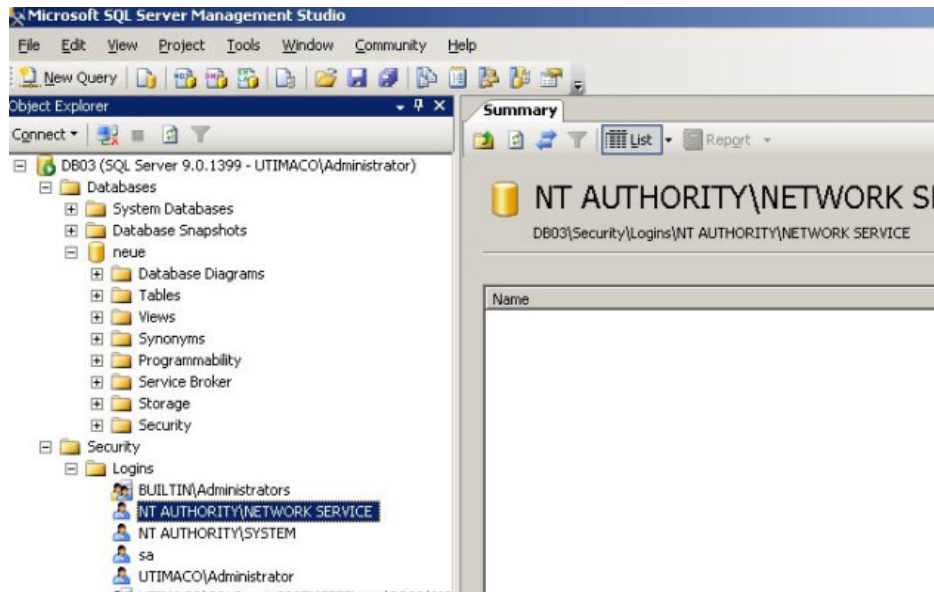 Microsoft SQL Server Management Studio
File Edit View Project Tools Window Community Help
New Query
Object Explorer
Connect
DB03 (SQL Server 9.0.1399 - UTIMACO\Administrator)
Databases
System Databases
Database Snapshots
neue
Database Diagrams
Tables
Views
Synonyms
Programmability
Service Broker
Storage
Security
Security
Logins
BUILTIN\Administrators
NT AUTHORITY\NETWORK SERVICE
NT AUTHORITY\SYSTEM
sa
UTIMACO\Administrator
Summary
List Report
NT AUTHORITY\NETWORK SE
DB03\Security\Logins\NT AUTHORITY\NETWORK SERVICE
Name